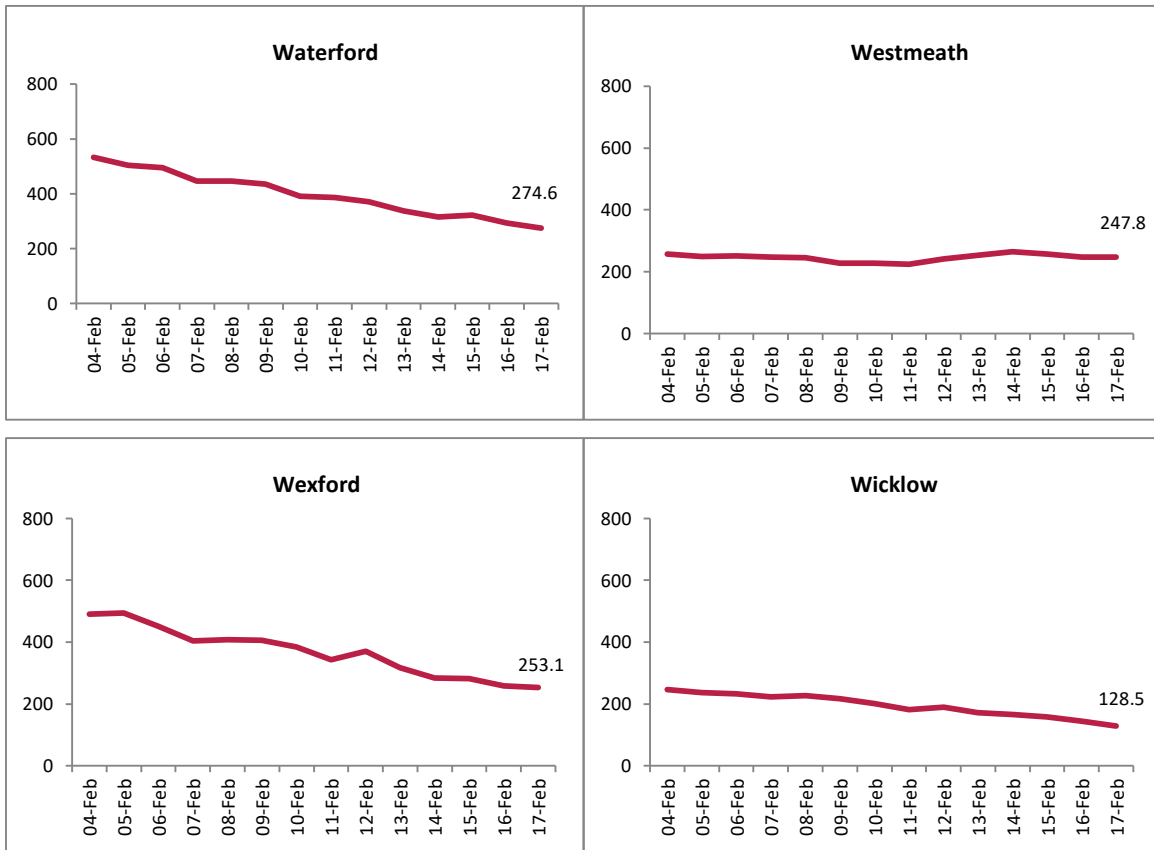 Waterford
800
600
400
200
0
274.6
04-Feb
05-Feb
06-Feb
07-Feb
08-Feb
09-Feb
10-Feb
11-Feb
12-Feb
13-Feb
14-Feb
15-Feb
16-Feb
17-Feb
Westmeath
800
600
400
200
0
247.8
04-Feb
05-Feb
06-Feb
07-Feb
08-Feb
09-Feb
10-Feb
11-Feb
12-Feb
13-Feb
14-Feb
15-Feb
16-Feb
17-Feb
Wexford
800
600
400
200
0
253.1
04-Feb
05-Feb
06-Feb
07-Feb
08-Feb
09-Feb
10-Feb
11-Feb
12-Feb
13-Feb
14-Feb
15-Feb
16-Feb
17-Feb
Wicklow
800
600
400
200
0
128.5
04-Feb
05-Feb
06-Feb
07-Feb
08-Feb
09-Feb
10-Feb
11-Feb
12-Feb
13-Feb
14-Feb
15-Feb
16-Feb
17-Feb